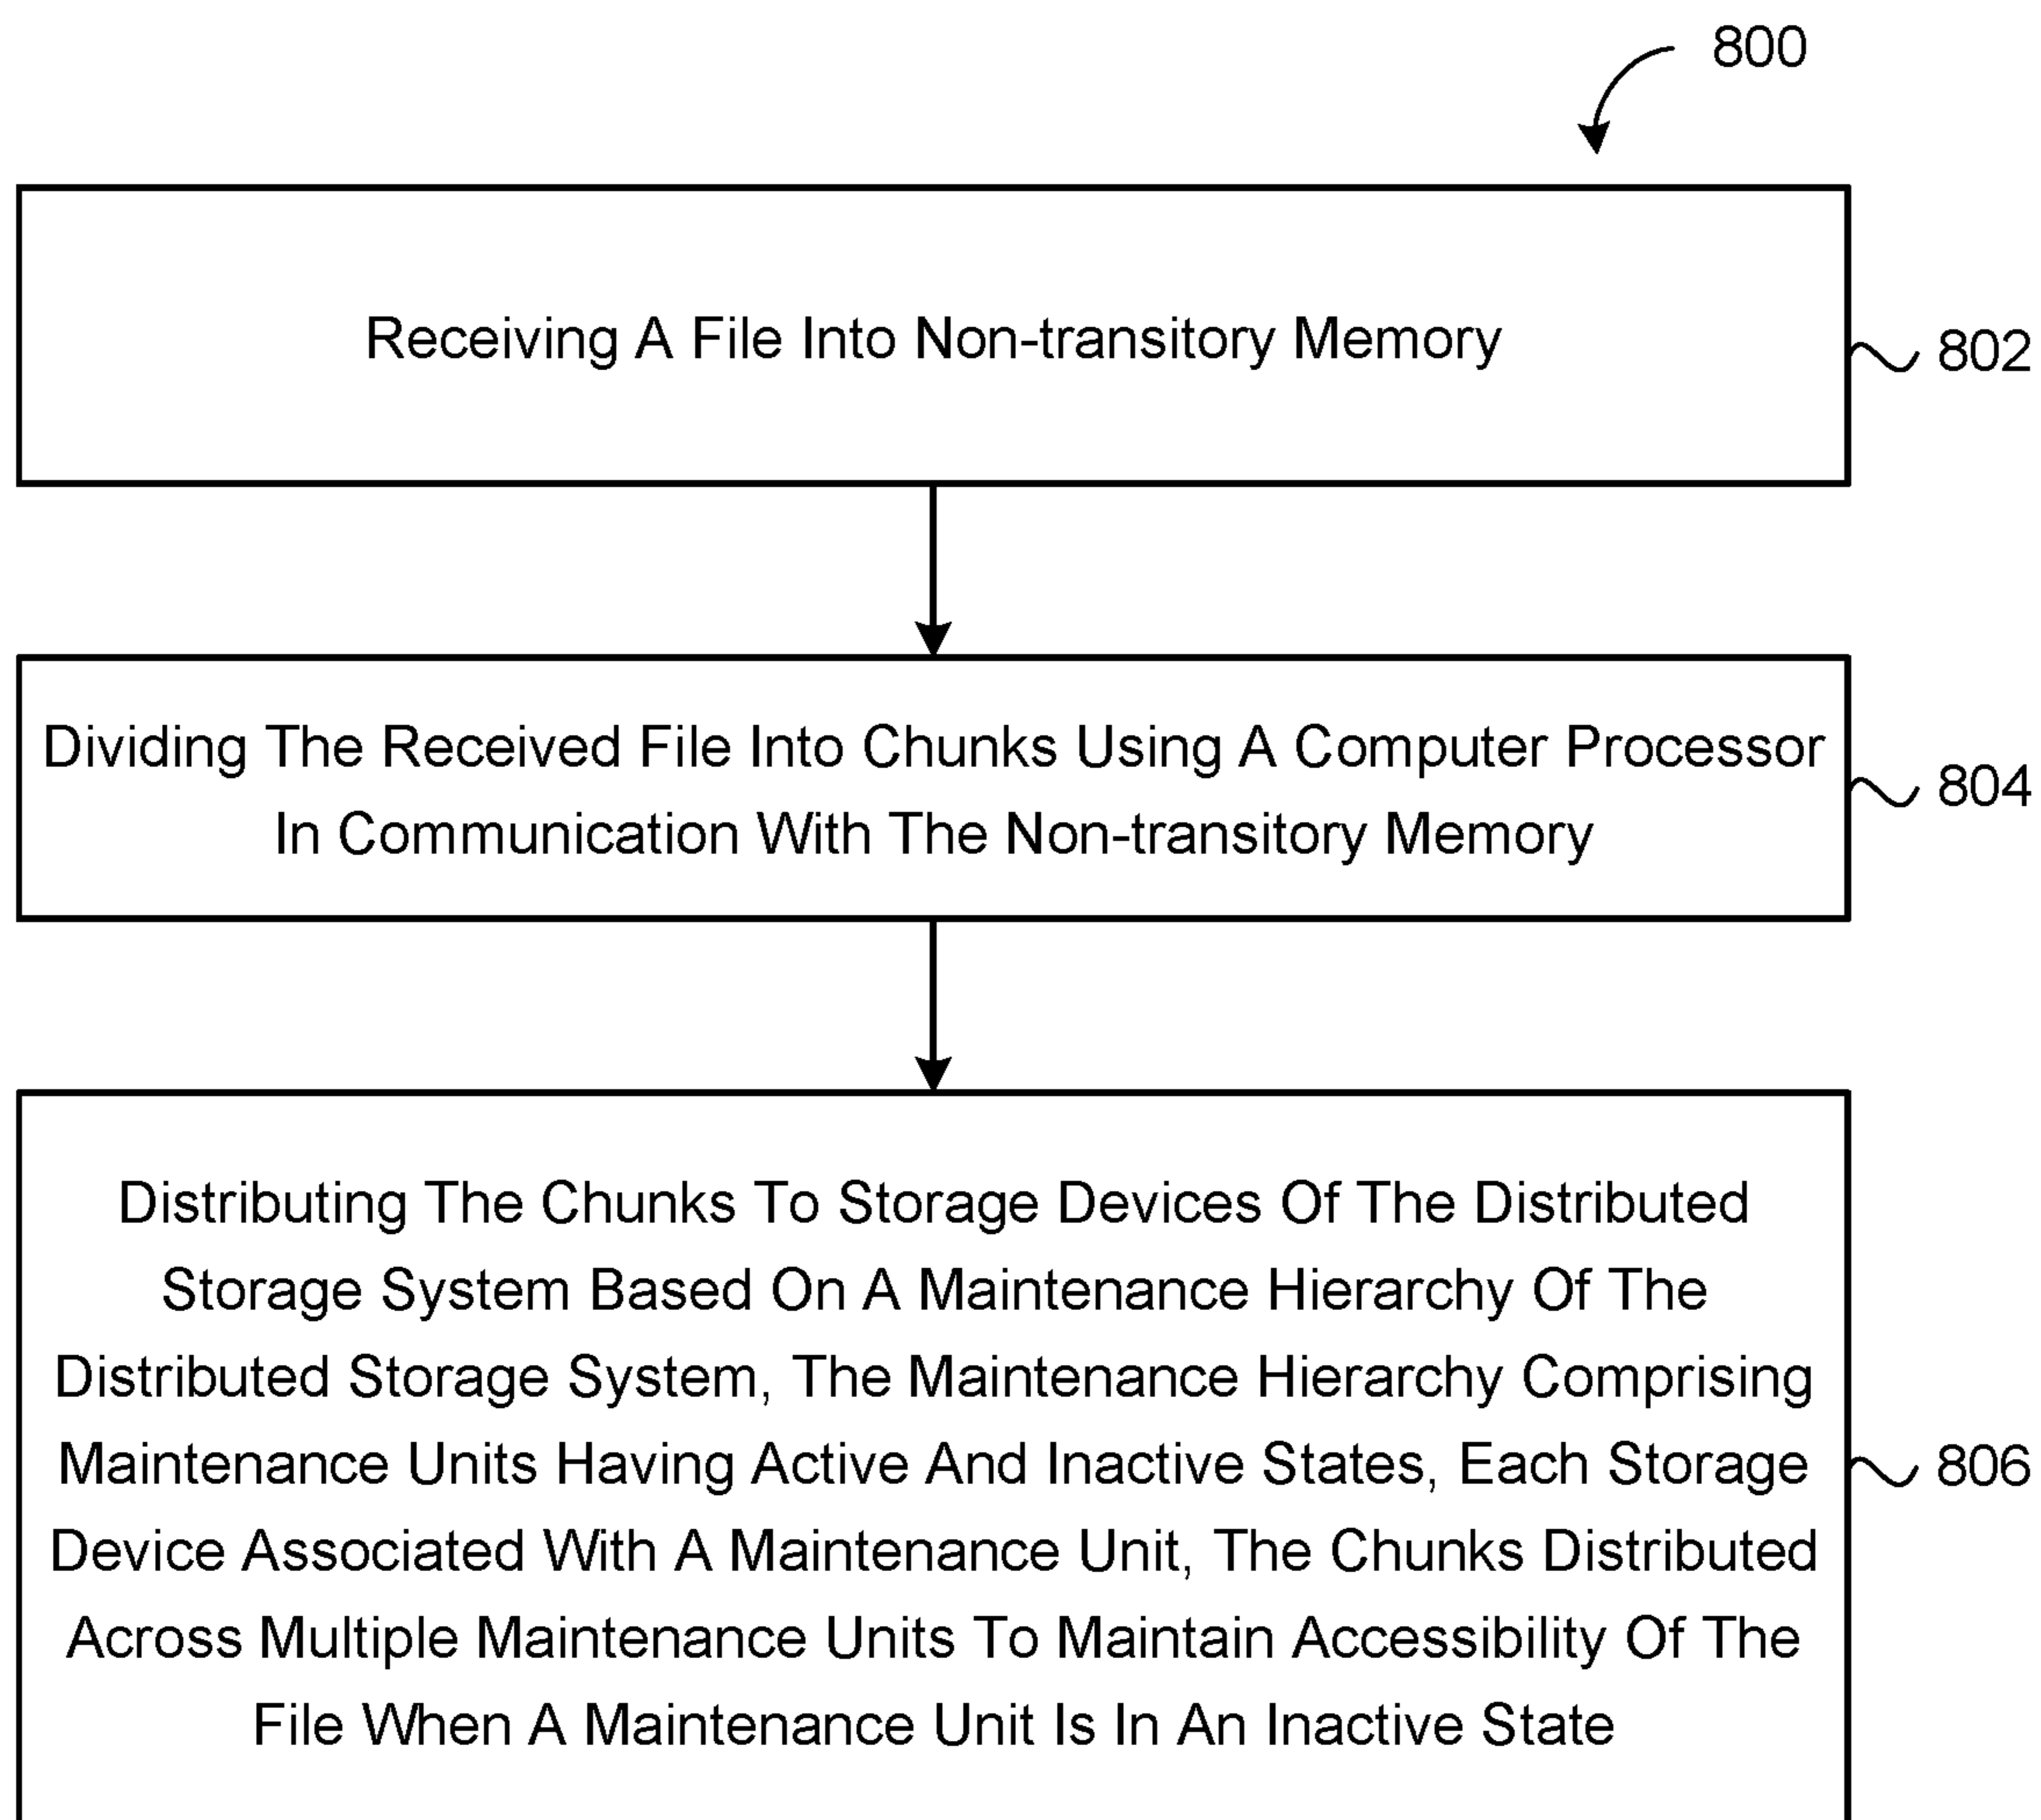 800
Receiving A File Into Non-transitory Memory
802
Dividing The Received File Into Chunks Using A Computer Processor
In Communication With The Non-transitory Memory
804
Distributing The Chunks To Storage Devices Of The Distributed
Storage System Based On A Maintenance Hierarchy Of The
Distributed Storage System, The Maintenance Hierarchy Comprising
Maintenance Units Having Active And Inactive States, Each Storage
Device Associated With A Maintenance Unit, The Chunks Distributed
Across Multiple Maintenance Units To Maintain Accessibility Of The
File When A Maintenance Unit Is In An Inactive State
806